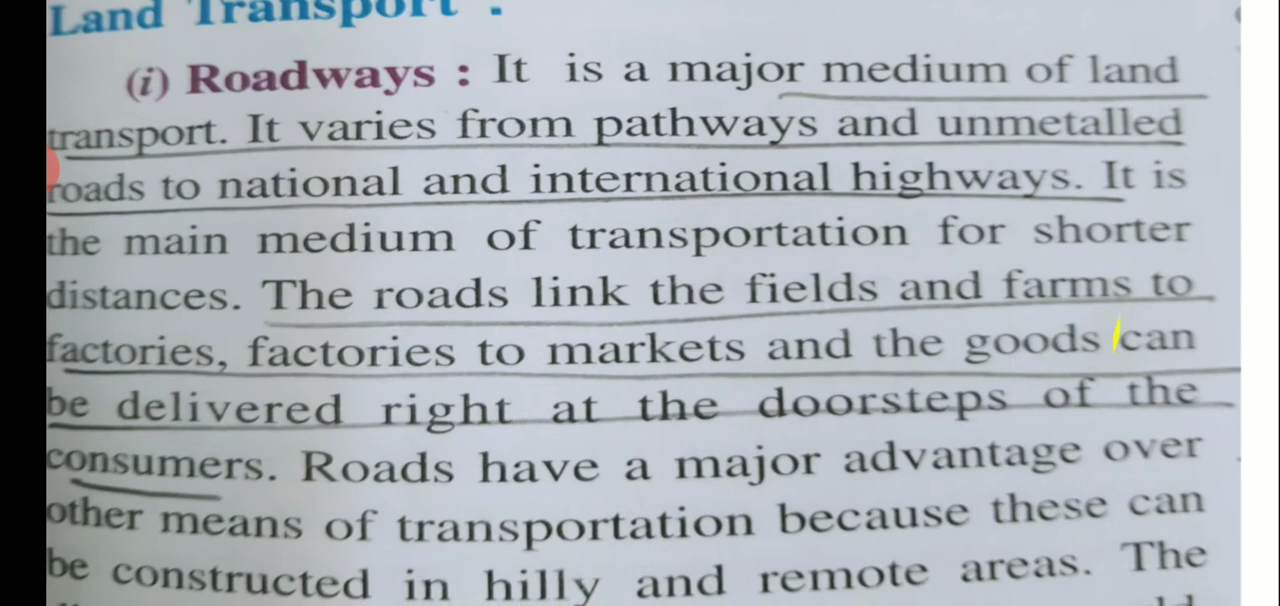 Land Transport :
(i) Roadways : It is a major medium of land
transport. It varies from pathways and unmetalled
roads to national and international highways. It is
the main medium of transportation for shorter
distances. The roads link the fields and farms to
factories, factories to markets and the goods can
be delivered right at the doorsteps of the
consumers. Roads have a major advantage over
other means of transportation because these can
be constructed in hilly and remote areas. The